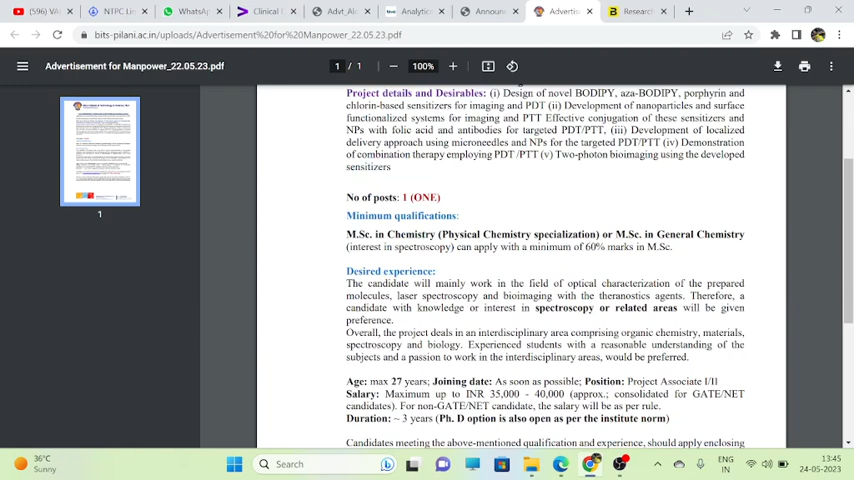 (596) VA
NTPC Lim
WhatsA
Clinical D
Advt_Alo
Analytic
Announ
Advertise
Research
bits-pilani.ac.in/uploads/Advertisement%20for%20Manpower_22.05.23.pdf
Advertisement for Manpower_22.05.23.pdf
1 / 1
100%
Project details and Desirables: (i) Design of novel BODIPY, aza-BODIPY, porphyrin and
chlorin-based sensitizers for imaging and PDT (ii) Development of nanoparticles and surface
functionalized systems for imaging and PTT Effective conjugation of these sensitizers and
NPs with folic acid and antibodies for targeted PDT/PTT, (iii) Development of localized
delivery approach using microneedles and NPs for the targeted PDT/PTT (iv) Demonstration
of combination therapy employing PDT /PTT (v) Two-photon bioimaging using the developed
sensitizers
No of posts: 1 (ONE)
Minimum qualifications:
M.Sc. in Chemistry (Physical Chemistry specialization) or M.Sc. in General Chemistry
(interest in spectroscopy) can apply with a minimum of 60% marks in M.Sc.
Desired experience:
The candidate will mainly work in the field of optical characterization of the prepared
molecules, laser spectroscopy and bioimaging with the theranostics agents. Therefore, a
candidate with knowledge or interest in spectroscopy or related areas will be given
preference.
Overall, the project deals in an interdisciplinary area comprising organic chemistry, materials,
spectroscopy and biology. Experienced students with a reasonable understanding of the
subjects and a passion to work in the interdisciplinary areas, would be preferred.
Age: max 27 years; Joining date: As soon as possible; Position: Project Associate I/II
Salary: Maximum up to INR 35,000 - 40,000 (approx.; consolidated for GATE/NET
candidates). For non-GATE/NET candidate, the salary will be as per rule.
Duration: ~ 3 years (Ph. D option is also open as per the institute norm)
Candidates meeting the above-mentioned qualification and experience, should apply enclosing
1
36°C
Sunny
Search
ENG
IN
13:45
24-05-2023